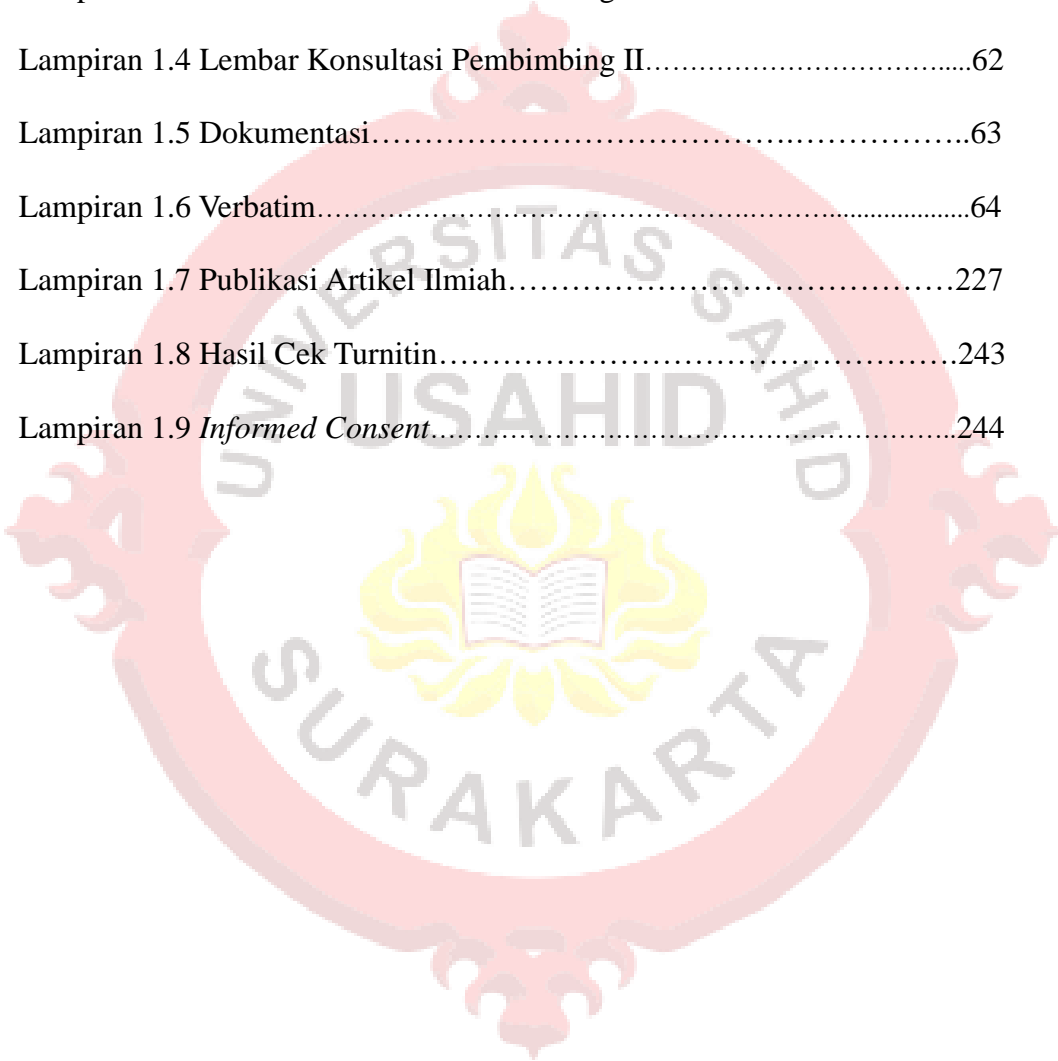 Lampiran 1.4 Lembar Konsultasi Pembimbing II……………………………....62
Lampiran 1.5 Dokumentasi………………………………….……………..63
Lampiran 1.6 Verbatim…………………………………………….....................64
Lampiran 1.7 Publikasi Artikel Ilmiah……………………………………227
Lampiran 1.8 Hasil Cek Turnitin………………………………………….243
Lampiran 1.9 Informed Consent…………………………………………………..244
UNIVERSITAS SAHID
USAHID
SURAKARTA